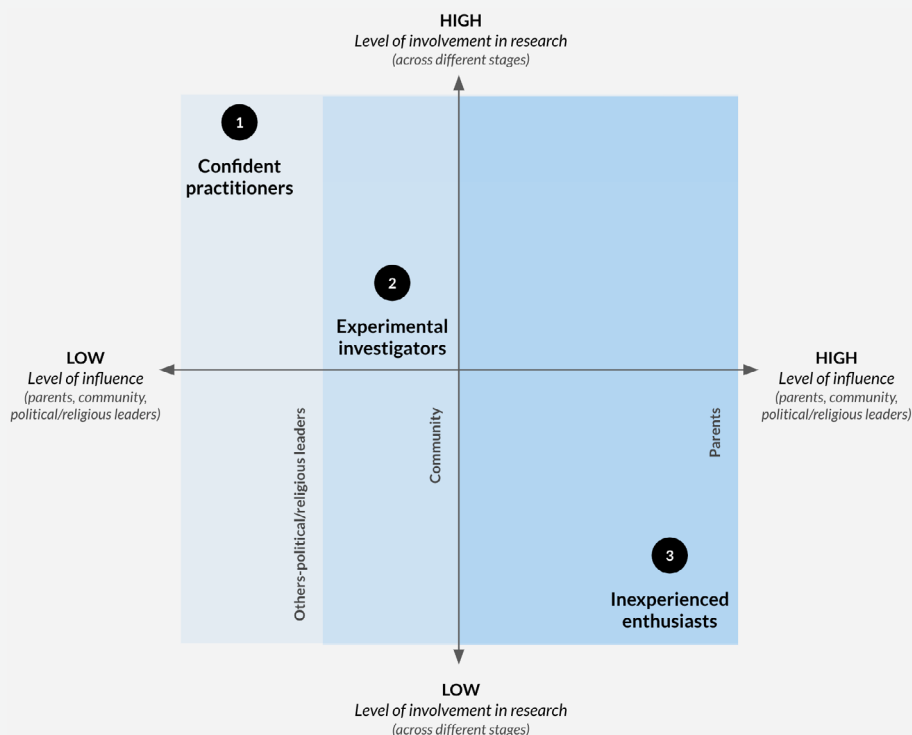 HIGH
Level of involvement in research
(across different stages)
1
Confident
practitioners
2
Experimental
investigators
LOW
Level of influence
(parents, community,
political/religious leaders)
HIGH
Level of influence
(parents, community,
political/religious leaders)
Others-political/religious leaders
Community
Parents
3
Inexperienced
enthusiasts
LOW
Level of involvement in research
(across different stages)